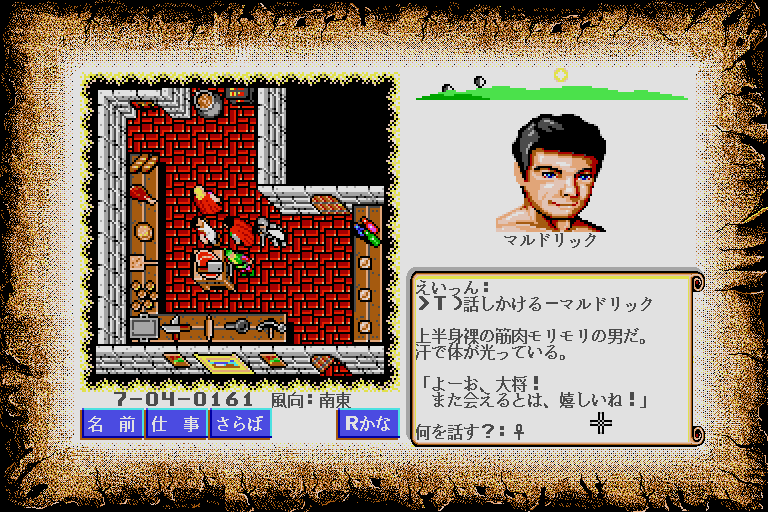 マルドリック
えいっん:
>T>話しかけるーマルドリック
上半身裸の筋肉モリモリの男だ。
汗で体が光っている。
「よーお、大将!
また会えるとは、嬉しいね!」
何を話す?:
7-04-0161 風向:南東
名前 仕事 さらば Rかな